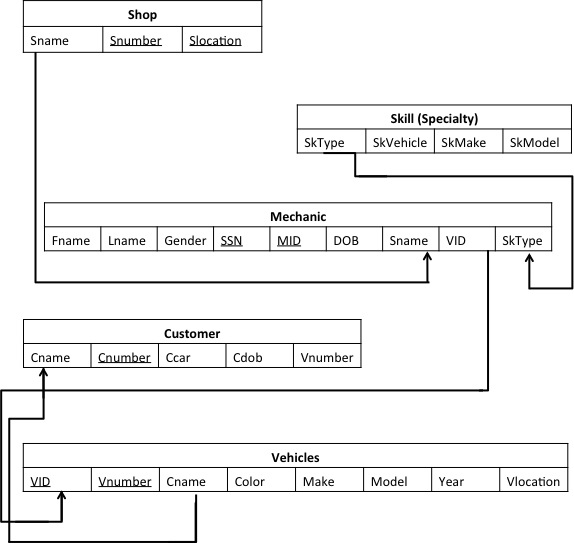 Shop
Sname Snumber Slocation
Skill (Specialty)
SkType SkVehicle SkMake SkModel
Mechanic
Fname Lname Gender SSN MID DOB Sname VID SkType
Customer
Cname Cnumber Ccar Cdob Vnumber
Vehicles
VID Vnumber Cname Color Make Model Year Vlocation